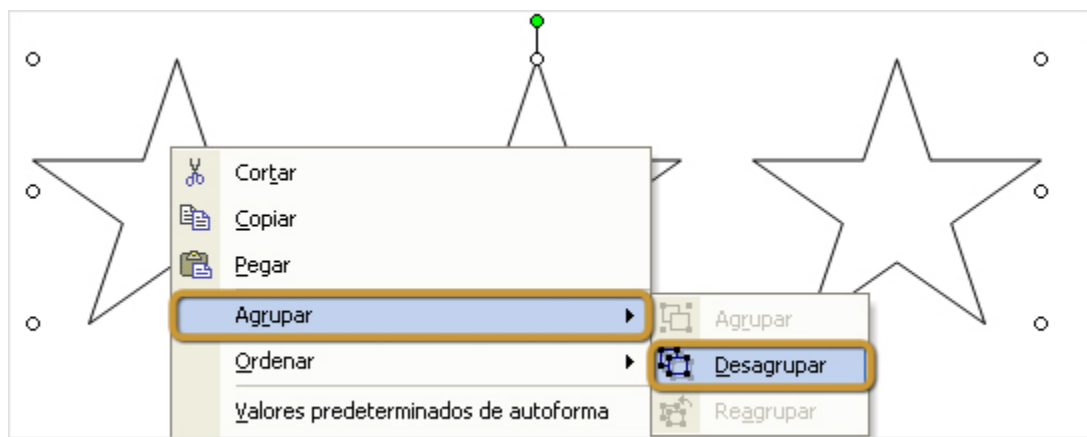 Cortar
Copiar
Pegar
Agrupar
Ordenar
Valores predeterminados de autoforma
Agrupar
Desagrupar
Reagrupar